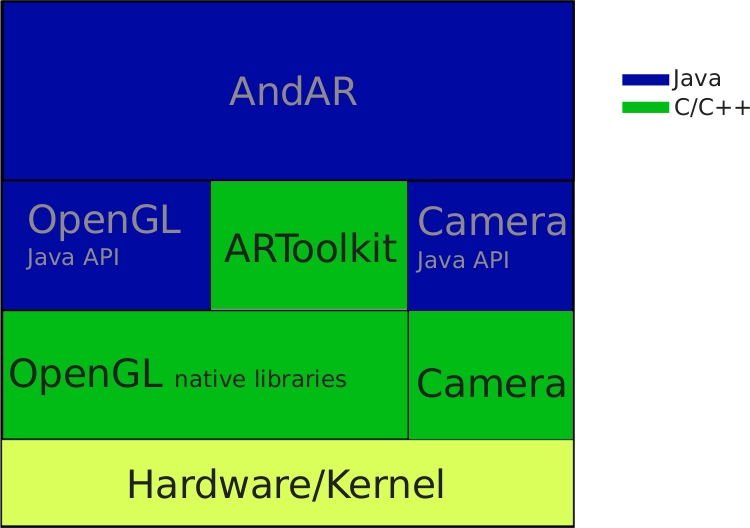 AndAR
Java
C/C++
OpenGL
Java API
ARToolkit
Camera
Java API
OpenGL native libraries
Camera
Hardware/Kernel